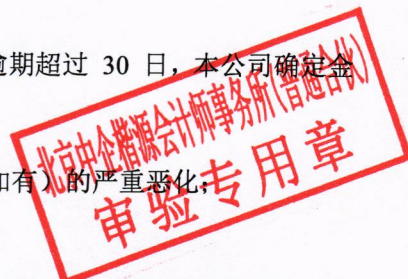 逾期超过 30 日，本公司确定金
如有）的严重恶化；
北京中企楷源会计师事务所(普通合伙)
审验专用章